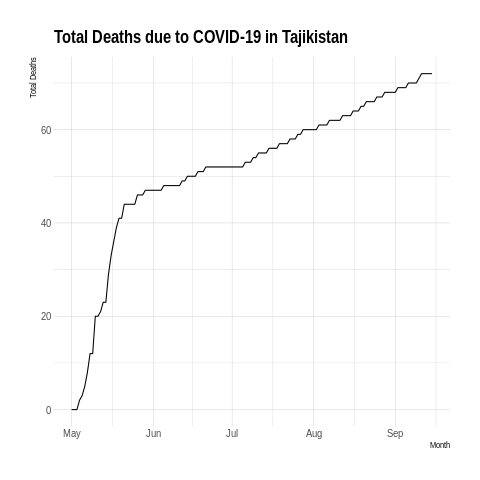 Total Deaths due to COVID-19 in Tajikistan
Total Deaths
60
40
20
0
May Jun Jul Aug Sep
Month